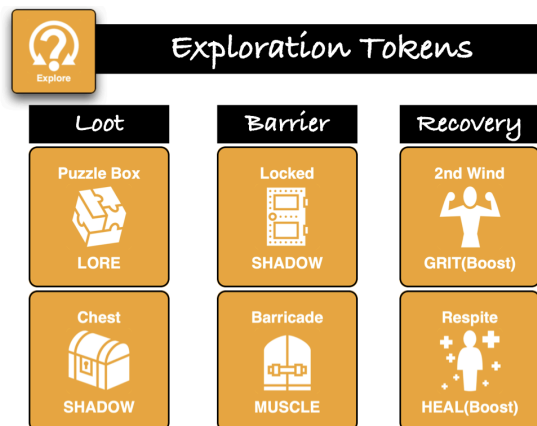 Explore
Exploration Tokens
Loot
Barrier
Recovery
Puzzle Box
LORE
Locked
SHADOW
2nd Wind
GRIT(Boost)
Chest
SHADOW
Barricade
MUSCLE
Respite
HEAL(Boost)